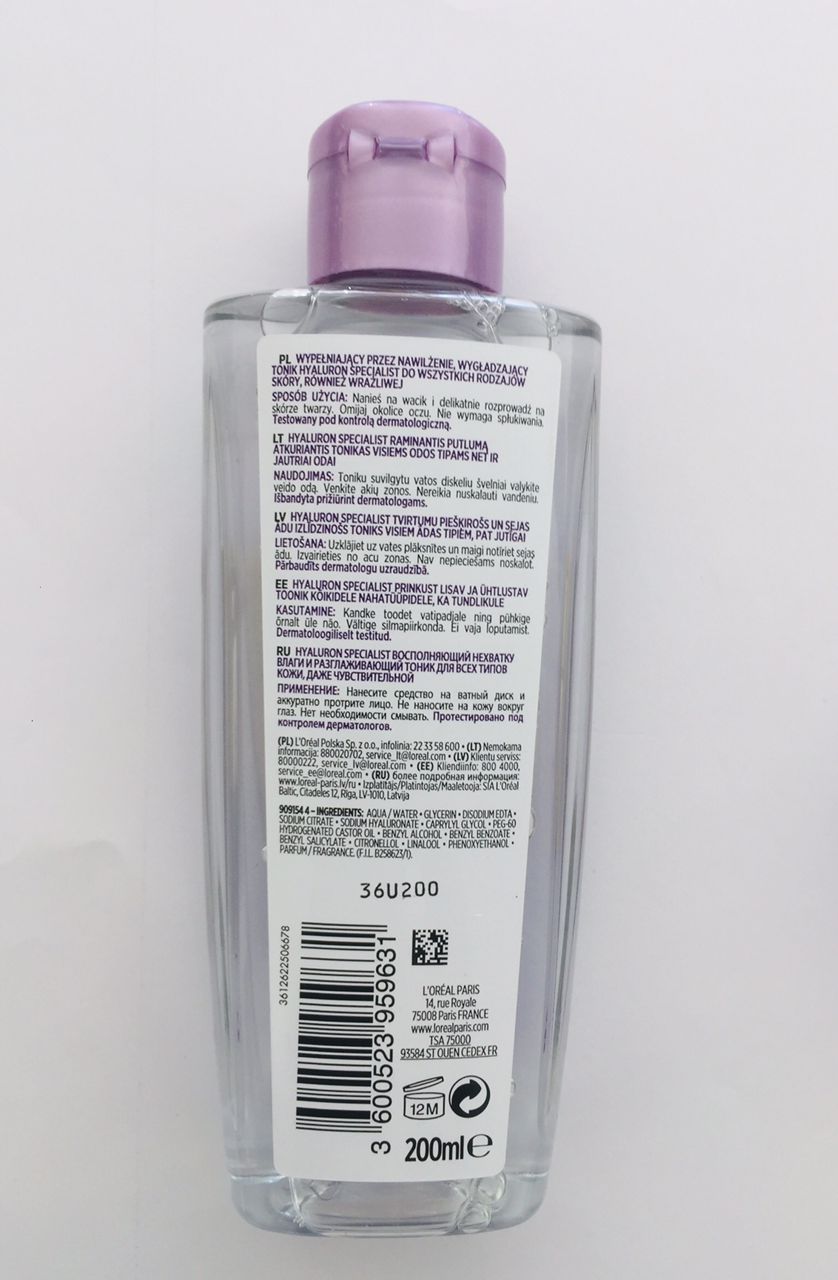 PL WYPEŁNIAJĄCY PRZEZ NAWILŻENIE, WYGŁADZAJĄCY
TONIK HYALURON SPECIALIST DO WSZYSTKICH RODZAJÓW
SKÓRY, RÓWNIEŻ WRAŻLIWEJ
SPOSÓB UŻYCIA: Nanieś na wacik i delikatnie rozprowadź na
skórze twarzy. Omijaj okolice oczu. Nie wymaga spłukiwania.
Testowany pod kontrolą dermatologiczną.
LT HYALURON SPECIALIST RAMINANTIS PUTLUMĄ
ATKURIANTIS TONIKAS VISIEMS ODOS TIPAMS NET IR
JAUTRIAI ODAI
NAUDOJIMAS: Toniku suvilgytu vatos diskeliu švelniai valykite
veido odą. Venkite akių zonos. Nereikia nuskalauti vandeniu.
Išbandyta prižiūrint dermatologams.
LV HYALURON SPECIALIST TVIRTUMU PIEŠĶIROŠS UN SEJAS
ĀDU IZLĪDZINOŠS TONIKS VISIEM ĀDAS TIPIEM, PAT JUTĪGAI
LIETOŠANA: Uzklājiet uz vates plāksnītes un maigi notīriet sejas
ādu. Izvairieties no acu zonas. Nav nepieciešams noskalot.
Pārbaudīts dermatologu uzraudzībā.
EE HYALURON SPECIALIST PRINKUST LISAV JA ÜHTLUSTAV
TOONIK KÕIKIDELE NAHATÜÜPIDELE, KA TUNDLIKULE
KASUTAMINE: Kandke toodet vatipadjale ning pühkige
õrnalt üle näo. Vältige silmapiirkonda. Ei vaja loputamist.
Dermatoloogiliselt testitud.
RU HYALURON SPECIALIST ВОСПОЛНЯЮЩИЙ НЕХВАТКУ
ВЛАГИ И РАЗГЛАЖИВАЮЩИЙ ТОНИК ДЛЯ ВСЕХ ТИПОВ
КОЖИ, ДАЖЕ ЧУВСТВИТЕЛЬНОЙ
ПРИМЕНЕНИЕ: Нанесите средство на ватный диск и
аккуратно протрите лицо. Не наносите на кожу вокруг
глаз. Нет необходимости смывать. Протестировано под
контролем дерматологов.
(PL) L'Oréal Polska Sp. z o.o., infolinia: 22 33 58 600 • (LT) Nemokama
informacija: 880020702, service_lt@loreal.com • (LV) Klientu serviss:
80000222, service_lv@loreal.com • (EE) Kliendiinfo: 800 4000,
service_ee@loreal.com • (RU) более подробная информация:
www.loreal-paris.lv/ru • Izplatītājs/Platintojas/Maaletooja: SIA L'Oréal
Baltic, Citadeles 12, Rīga, LV-1010, Latvija
909154 4 - INGREDIENTS: AQUA / WATER • GLYCERIN • DISODIUM EDTA •
SODIUM CITRATE • SODIUM HYALURONATE • CAPRYLYL GLYCOL • PEG-60
HYDROGENATED CASTOR OIL • BENZYL ALCOHOL • BENZYL BENZOATE •
BENZYL SALICYLATE • CITRONELLOL • LINALOOL • PHENOXYETHANOL •
PARFUM / FRAGRANCE. (F.I.L. B258623/1).
36U200
3612622506678
3 600523 959631
L'ORÉAL PARIS
14, rue Royale
75008 Paris FRANCE
www.lorealparis.com
TSA 75000
93584 ST OUEN CEDEX FR
12M
200ml e